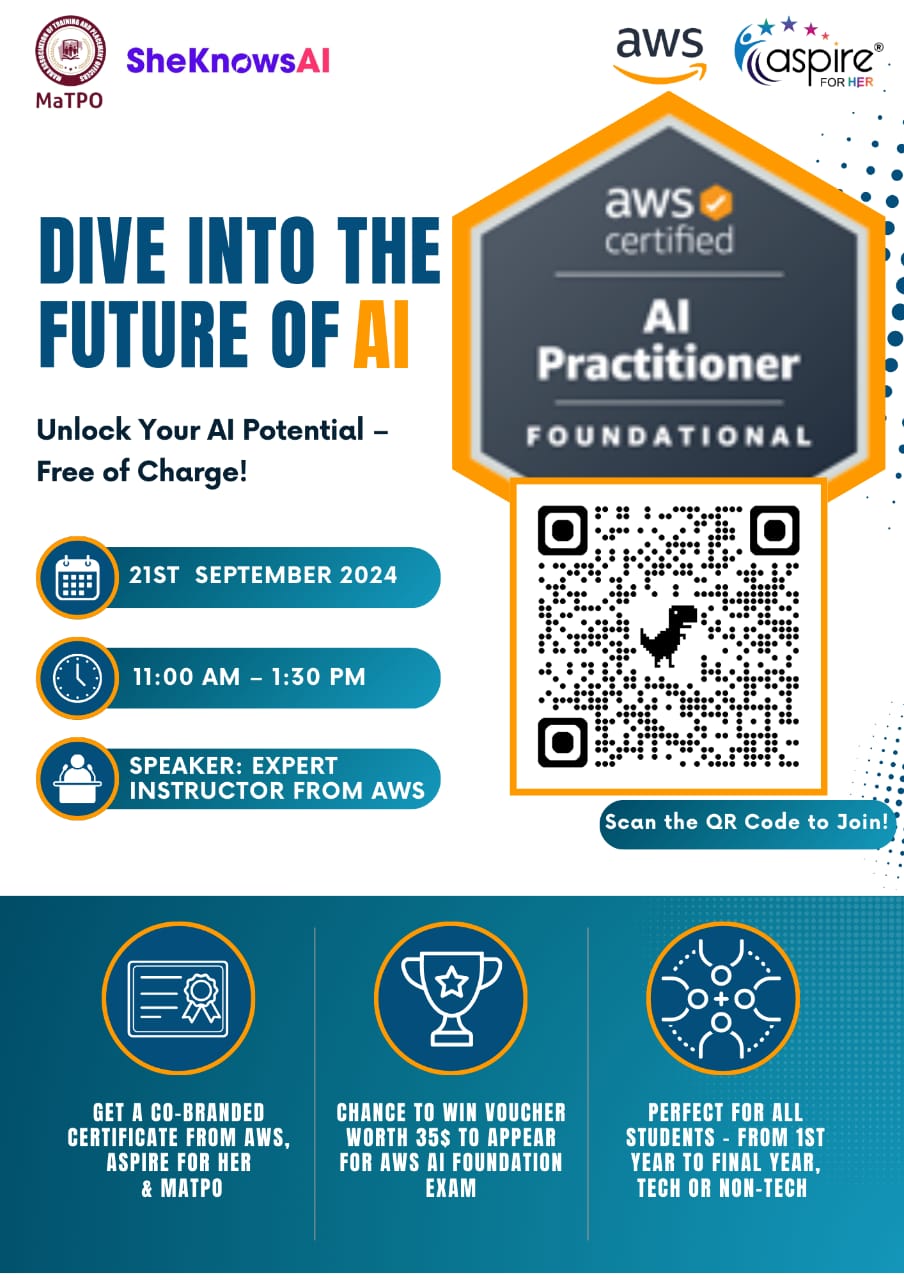 MaTPO
SheKnowsAI
aws
aspire®
FOR HER
aws
certified
AI
Practitioner
FOUNDATIONAL
DIVE INTO THE
FUTURE OF AI
Unlock Your AI Potential –
Free of Charge!
21ST SEPTEMBER 2024
11:00 AM – 1:30 PM
SPEAKER: EXPERT
INSTRUCTOR FROM AWS
Scan the QR Code to Join!
GET A CO-BRANDED
CERTIFICATE FROM AWS,
ASPIRE FOR HER
& MATPO
CHANCE TO WIN VOUCHER
WORTH 35$ TO APPEAR
FOR AWS AI FOUNDATION
EXAM
PERFECT FOR ALL
STUDENTS - FROM 1ST
YEAR TO FINAL YEAR,
TECH OR NON-TECH